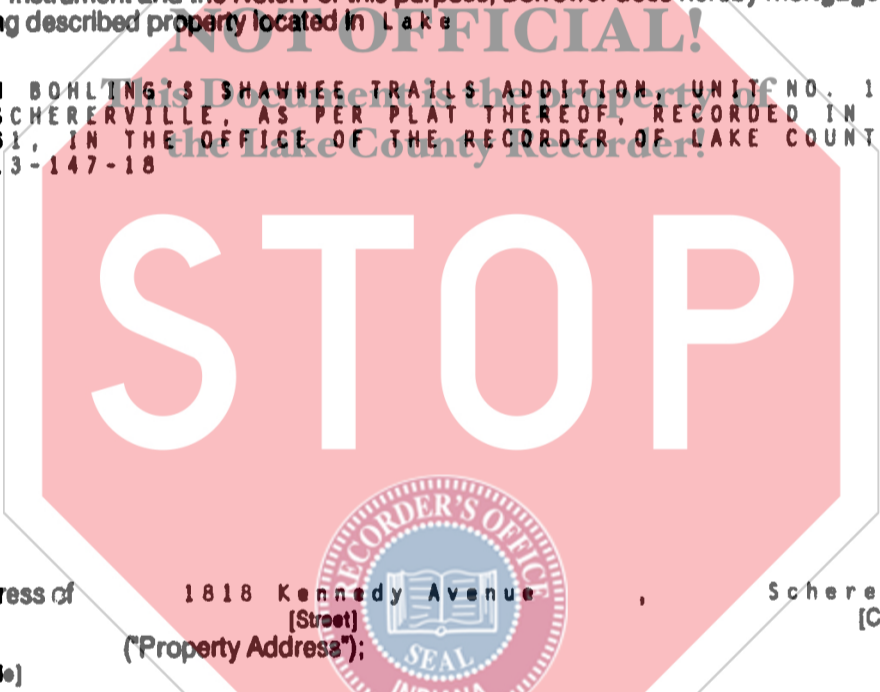 NOT OFFICIAL!
g described property located in Lake
This Document is the property of
BOHLING'S SHAWNEE TRAILS ADDITION, UNIT NO. 1
SCHERERVILLE, AS PER PLAT THEREOF, RECORDED IN
the Lake County Recorder!
1, IN THE OFFICE OF THE RECORDER OF LAKE COUNT
3-147-18
STOP
RECORDER'S OFFICE
ress of 1818 Kennedy Avenue , Schere
[Street] [C
("Property Address");
SEAL
INDIANA